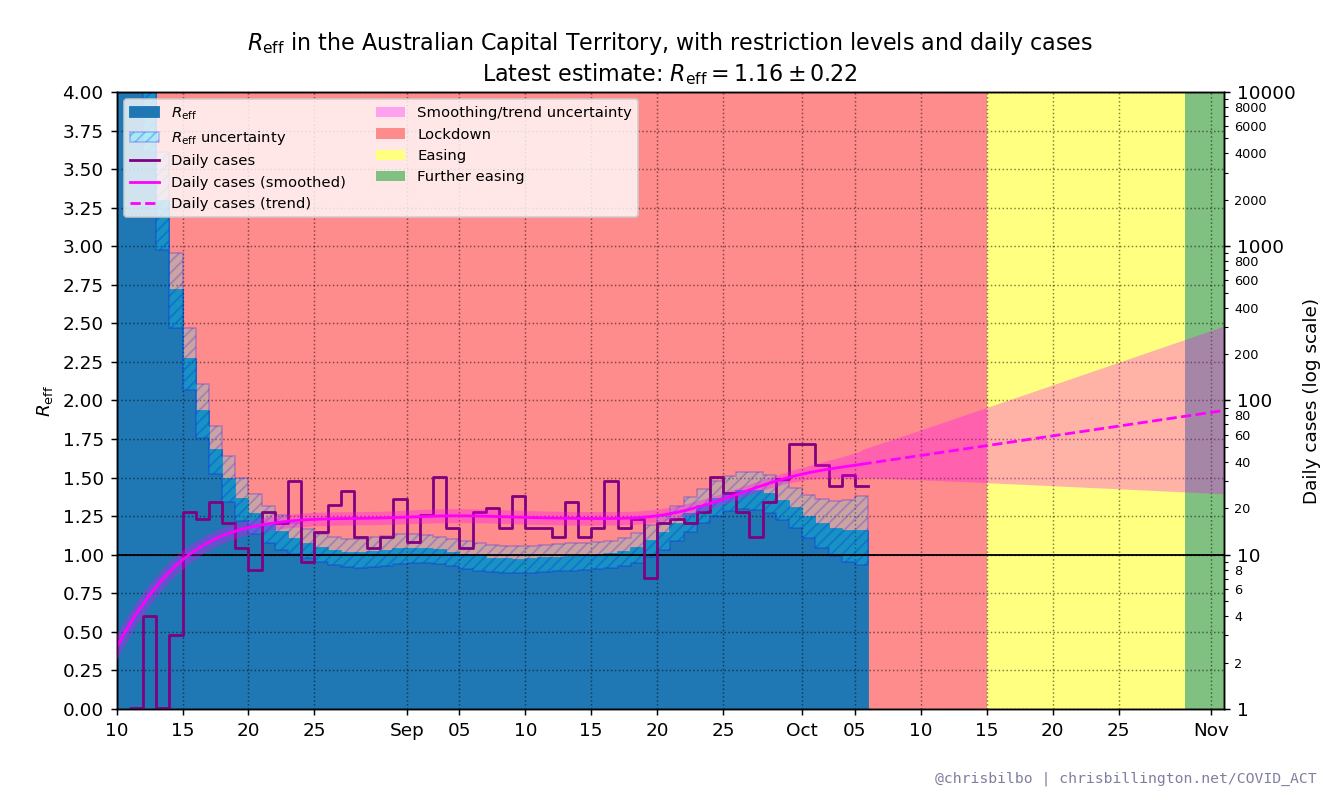 Reff in the Australian Capital Territory, with restriction levels and daily cases
Latest estimate: Reff = 1.16 ± 0.22
Reff
Reff uncertainty
Daily cases
Daily cases (smoothed)
Daily cases (trend)
Smoothing/trend uncertainty
Lockdown
Easing
Further easing
Reff
4.00
3.75
3.50
3.25
3.00
2.75
2.50
2.25
2.00
1.75
1.50
1.25
1.00
0.75
0.50
0.25
0.00
10000
8000
6000
4000
2000
1000
800
600
400
200
100
80
60
40
20
10
8
6
4
2
1
Daily cases (log scale)
10 15 20 25 Sep 05 10 15 20 25 Oct 05 10 15 20 25 Nov
@chrisbilbo | chrisbillington.net/COVID_ACT